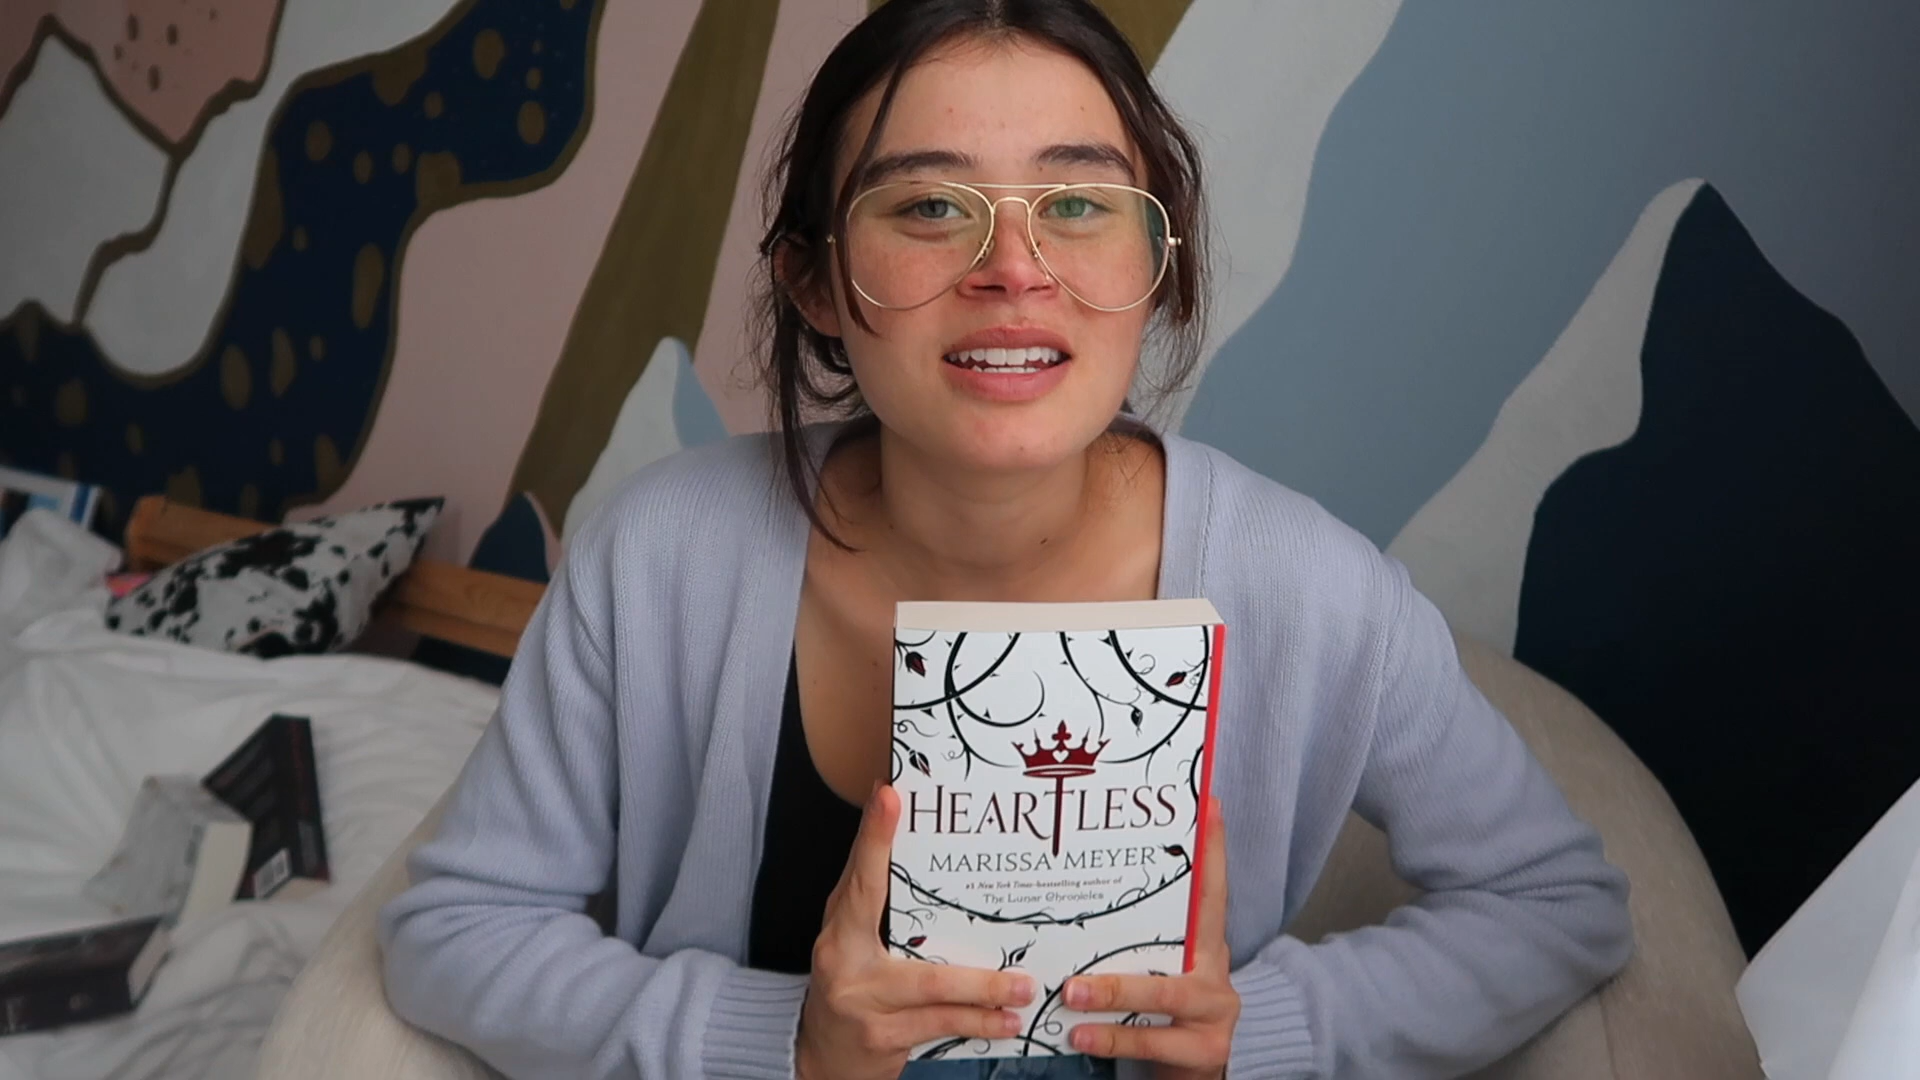 HEARTLESS
MARISSA MEYER
#1 New York Times-bestselling author of
The Lunar Chronicles